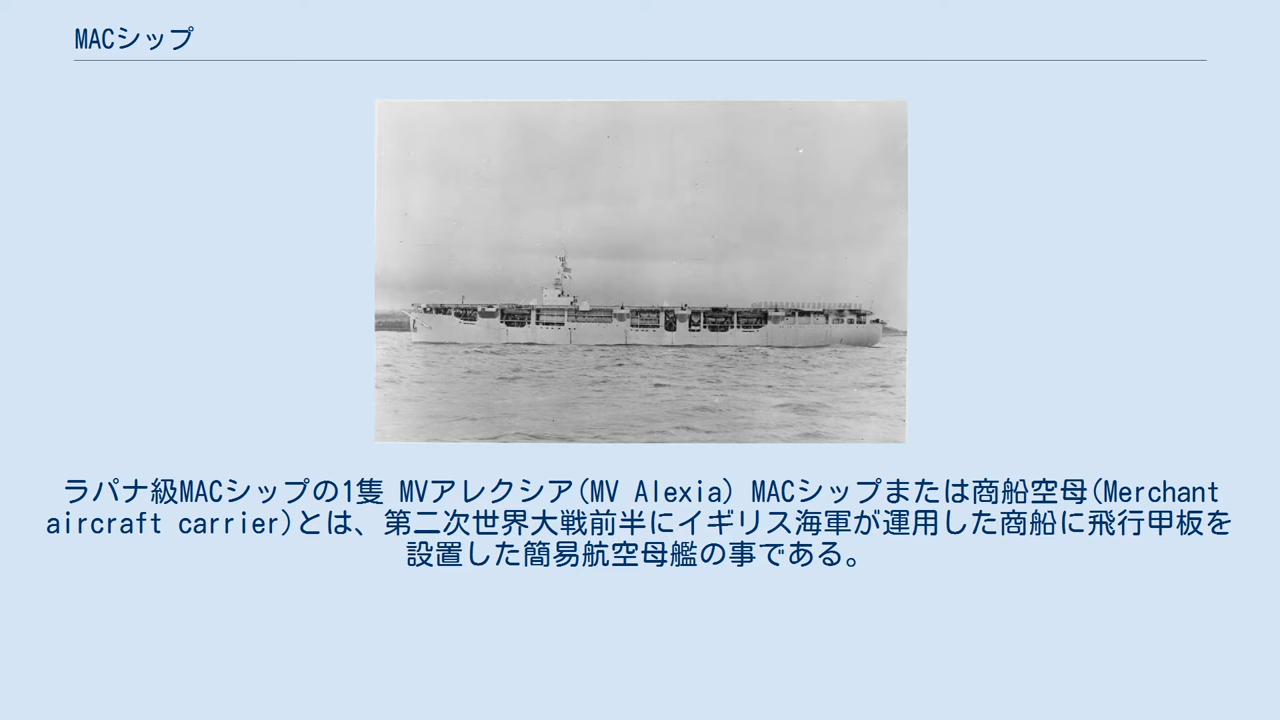 MACシップ
ラパナ級MACシップの1隻 MVアレクシア(MV Alexia) MACシップまたは商船空母(Merchant
aircraft carrier)とは、第二次世界大戦前半にイギリス海軍が運用した商船に飛行甲板を
設置した簡易航空母艦の事である。